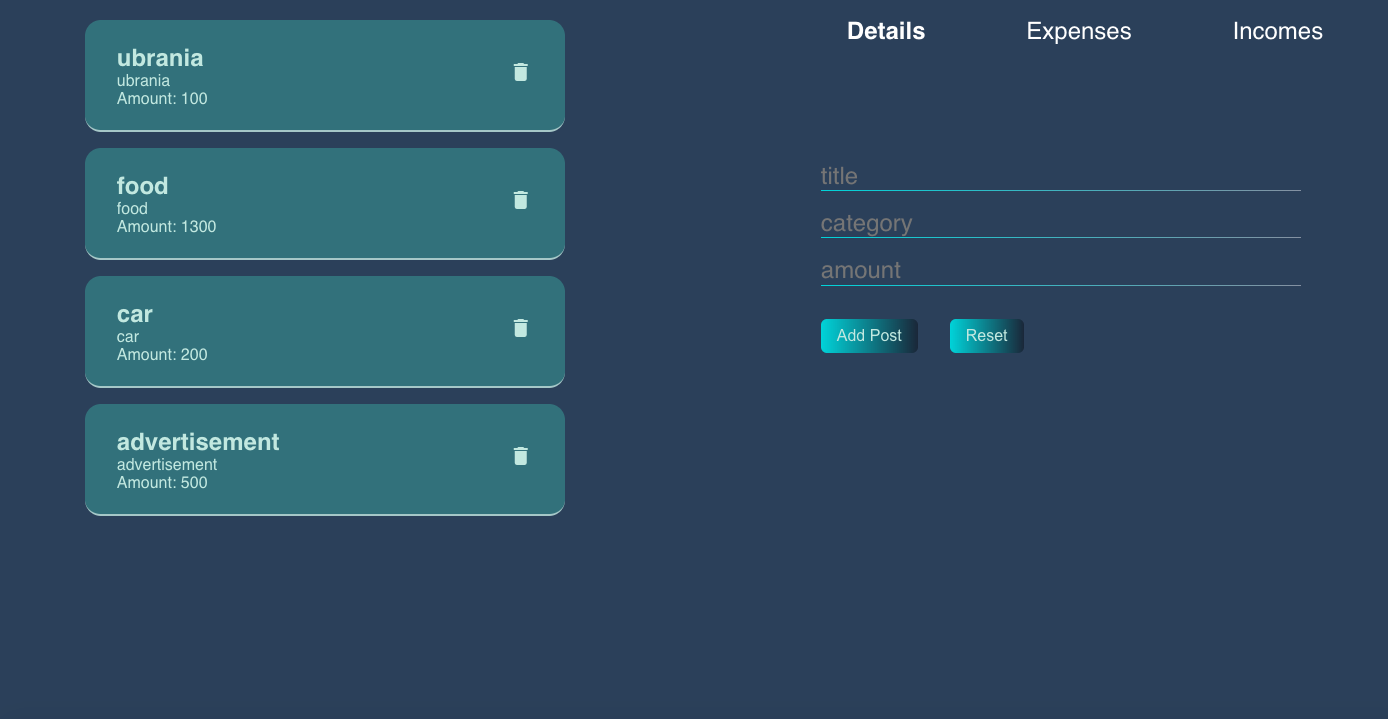 ubrania
ubrania
Amount: 100
food
food
Amount: 1300
car
car
Amount: 200
advertisement
advertisement
Amount: 500
Details Expenses Incomes
title
category
amount
Add Post Reset